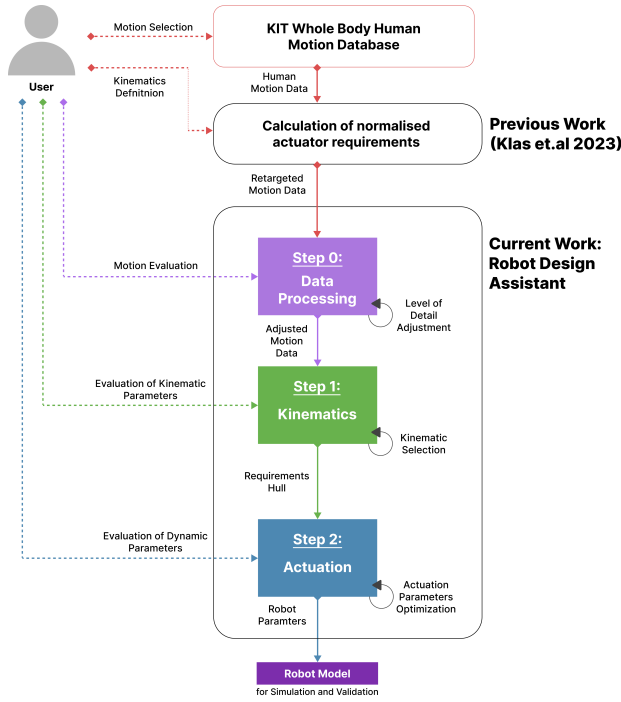 Motion Selection
KIT Whole Body Human
Motion Database
User
Kinematics
Defnitnion
Human
Motion Data
Calculation of normalised
actuator requirements
Previous Work
(Klas et.al 2023)
Retargeted
Motion Data
Current Work:
Robot Design
Assistant
Step 0:
Data
Processing
Motion Evaluation
Level of
Detail
Adjustment
Adjusted
Motion
Data
Step 1:
Kinematics
Evaluation of Kinematic
Parameters
Kinematic
Selection
Requirements
Hull
Step 2:
Actuation
Evaluation of Dynamic
Parameters
Actuation
Parameters
Optimization
Robot
Paramters
Robot Model
for Simulation and Validation